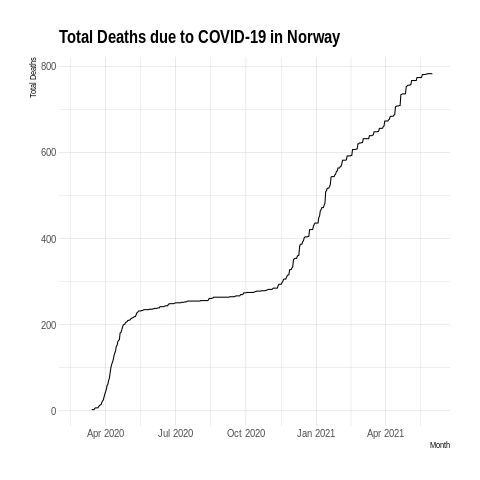 Total Deaths due to COVID-19 in Norway
Total Deaths
800
600
400
200
0
Apr 2020 Jul 2020 Oct 2020 Jan 2021 Apr 2021
Month